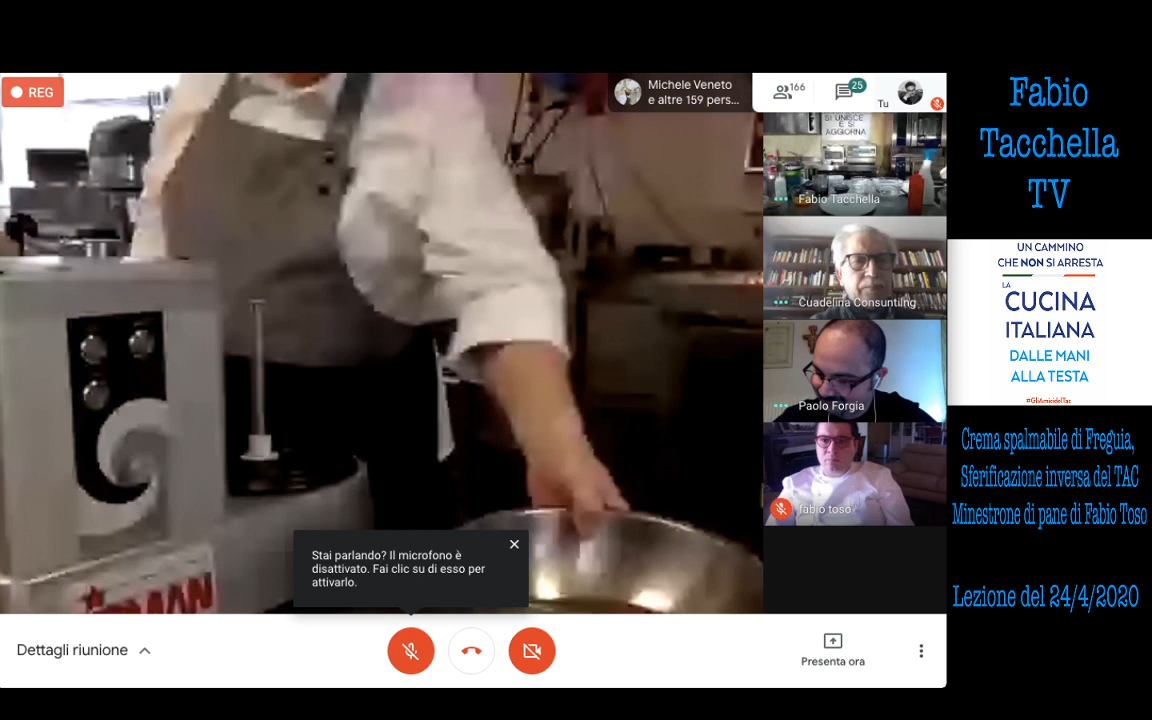 REG
Michele Veneto
e altre 159 pers...
166
25
Tu
SI UNISCE
E SI
AGGIORNA
Fabio Tacchella
Cuadelina Consunting
Paolo Forgia
fabio toso
Stai parlando? Il microfono è
disattivato. Fai clic su di esso per
attivarlo.
Dettagli riunione
Presenta ora
Fabio
Tacchella
TV
UN CAMMINO
CHE NON SI ARRESTA
LA
CUCINA
ITALIANA
DALLE MANI
ALLA TESTA
#GliAmicidelTac
Crema spalmabile di Freguia,
Sferificazione inversa del TAC
Minestrone di pane di Fabio Toso
Lezione del 24/4/2020